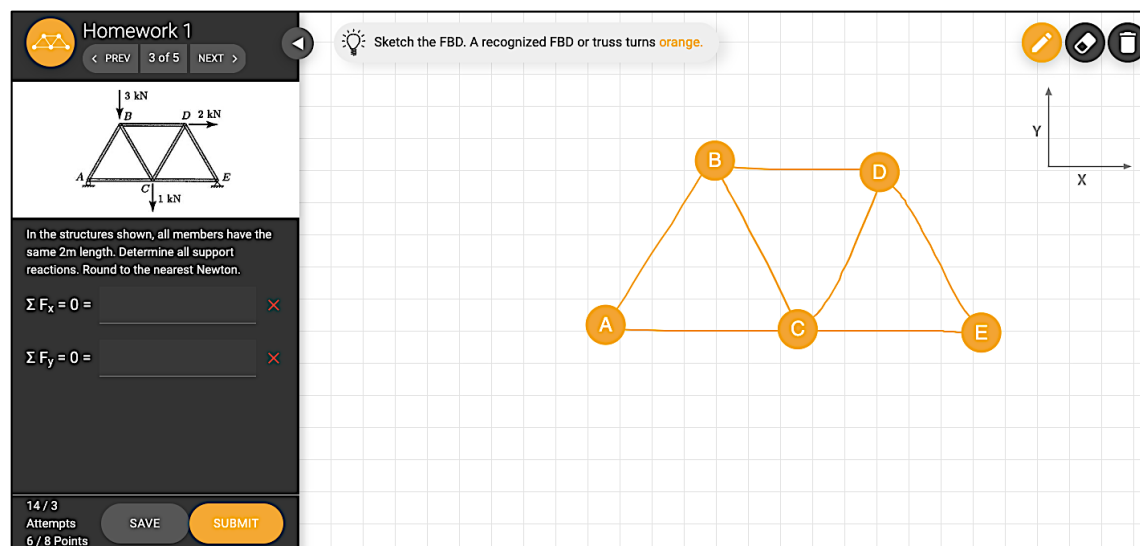 Homework 1
< PREV
3 of 5
NEXT >
Sketch the FBD. A recognized FBD or truss turns orange.
3 kN
B
D
2 kN
A
C
E
1 kN
In the structures shown, all members have the
same 2m length. Determine all support
reactions. Round to the nearest Newton.
Σ Fx = 0 =
Σ Fy = 0 =
14 / 3
Attempts
6 / 8 Points
SAVE
SUBMIT
Y
X
B
D
A
C
E